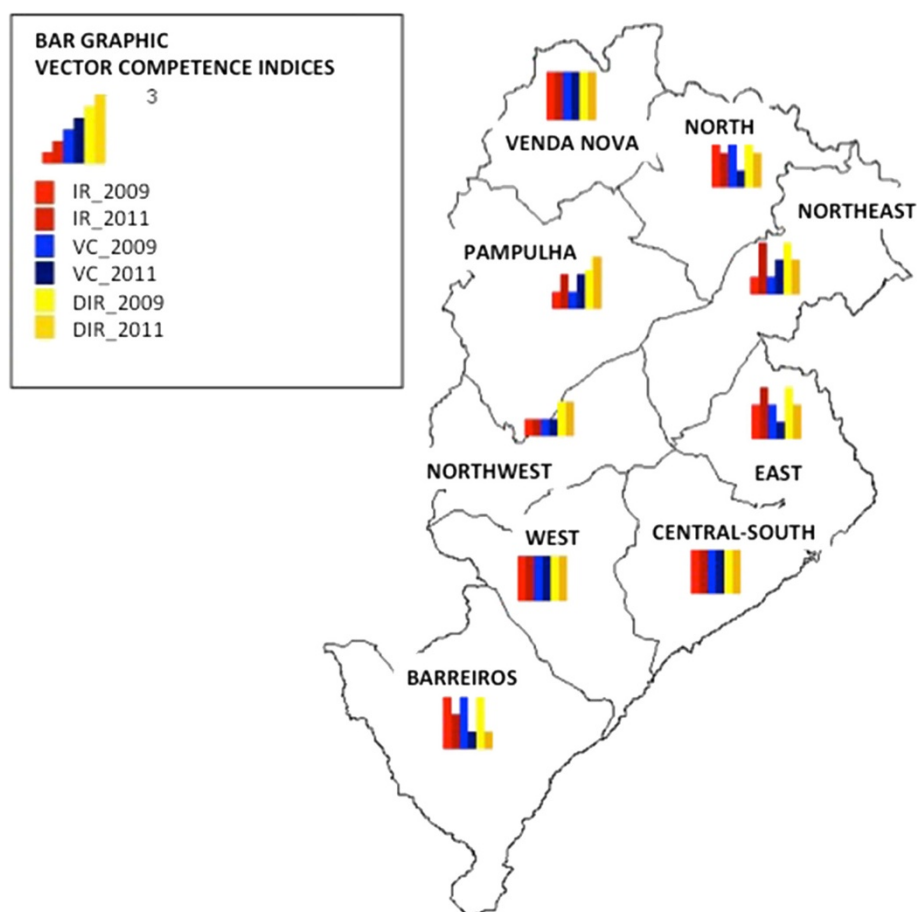 BAR GRAPHIC
VECTOR COMPETENCE INDICES
3
IR_2009
IR_2011
VC_2009
VC_2011
DIR_2009
DIR_2011
VENDA NOVA
NORTH
NORTHEAST
PAMPULHA
NORTHWEST
EAST
WEST
CENTRAL-SOUTH
BARREIROS